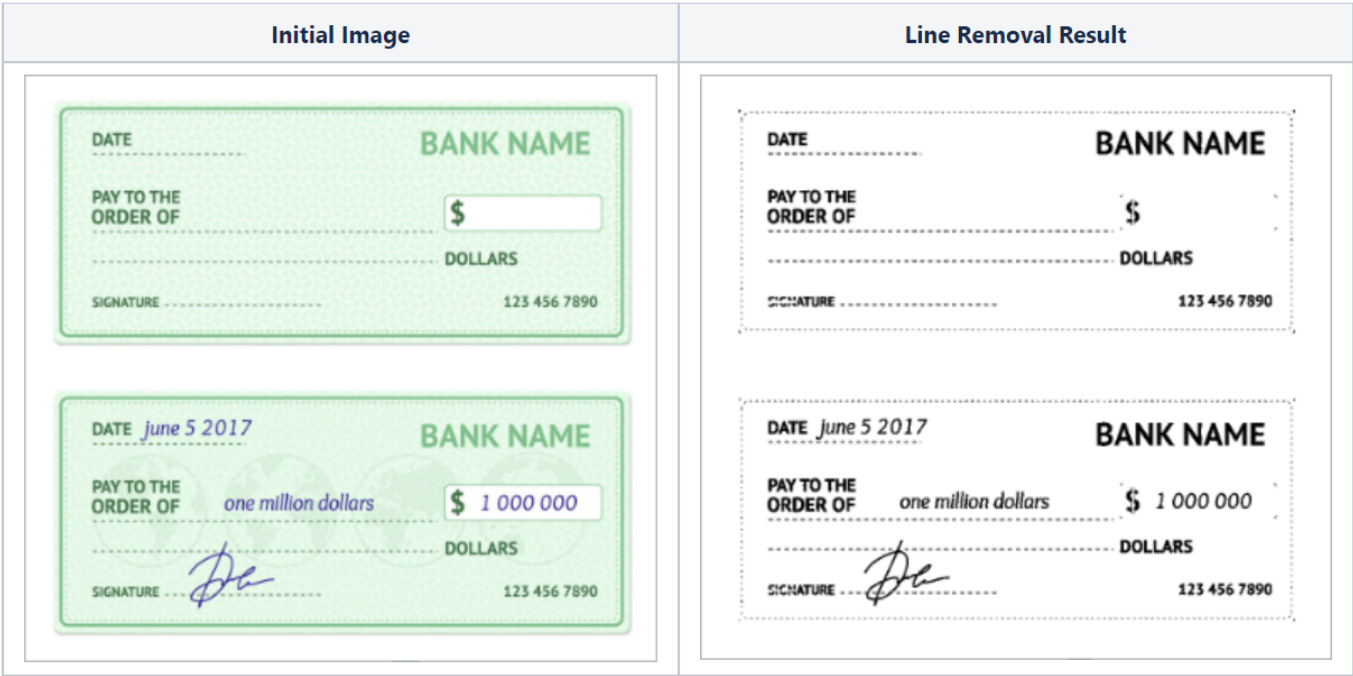 Initial Image
Line Removal Result
DATE
BANK NAME
PAY TO THE
ORDER OF
$
DOLLARS
SIGNATURE
123 456 7890
DATE june 5 2017
BANK NAME
PAY TO THE
ORDER OF one million dollars
$ 1 000 000
DOLLARS
SIGNATURE
123 456 7890
DATE
BANK NAME
PAY TO THE
ORDER OF
$
DOLLARS
SIGNATURE
123 456 7890
DATE june 5 2017
BANK NAME
PAY TO THE
ORDER OF one million dollars
$ 1 000 000
DOLLARS
SIGNATURE
123 456 7890